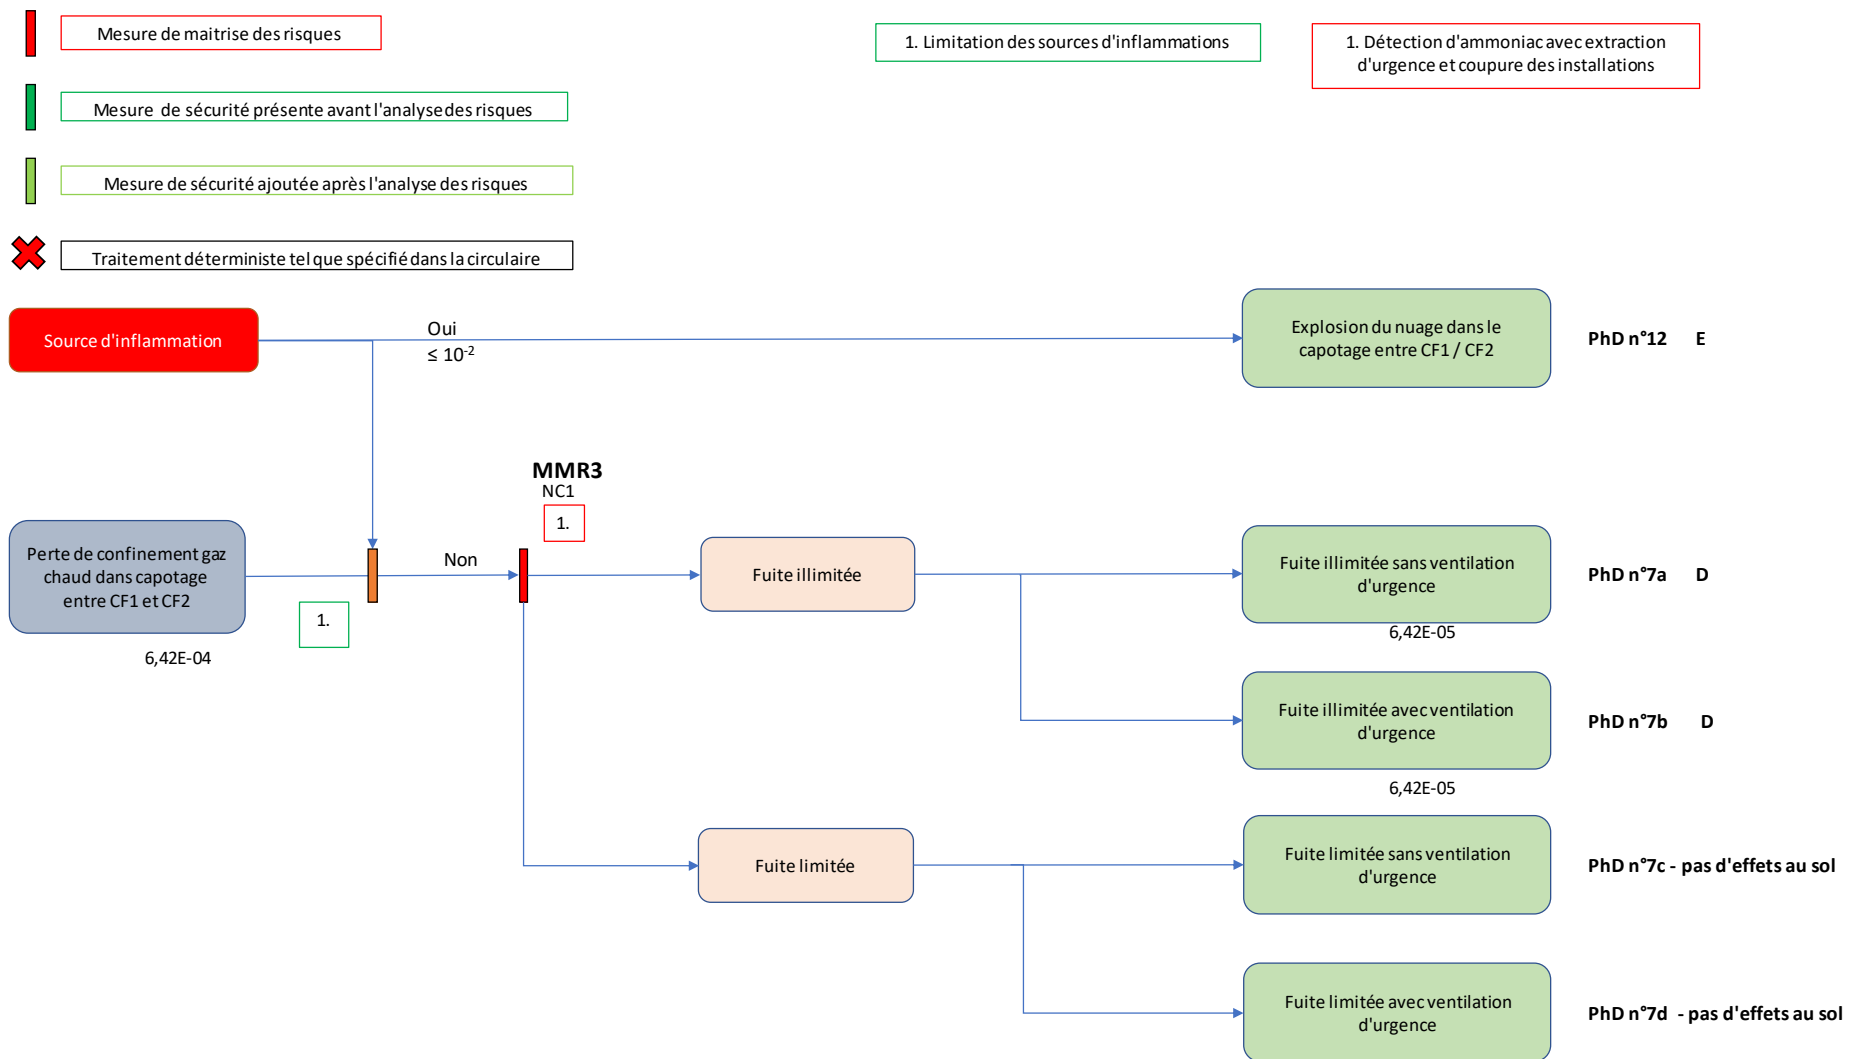 Mesure de maitrise des risques
1. Limitation des sources d'inflammations
1. Détection d'ammoniac avec extraction
d'urgence et coupure des installations
Mesure de sécurité présente avant l'analyse des risques
Mesure de sécurité ajoutée après l'analyse des risques
Traitement déterministe tel que spécifié dans la circulaire
Source d'inflammation
Oui
≤ 10⁻²
Explosion du nuage dans le
capotage entre CF1 / CF2
PhD n°12 E
MMR3
NC1
1.
Perte de confinement gaz
chaud dans capotage
entre CF1 et CF2
6,42E-04
1.
Non
Fuite illimitée
Fuite illimitée sans ventilation
d'urgence
6,42E-05
PhD n°7a D
Fuite illimitée avec ventilation
d'urgence
6,42E-05
PhD n°7b D
Fuite limitée
Fuite limitée sans ventilation
d'urgence
PhD n°7c - pas d'effets au sol
Fuite limitée avec ventilation
d'urgence
PhD n°7d - pas d'effets au sol